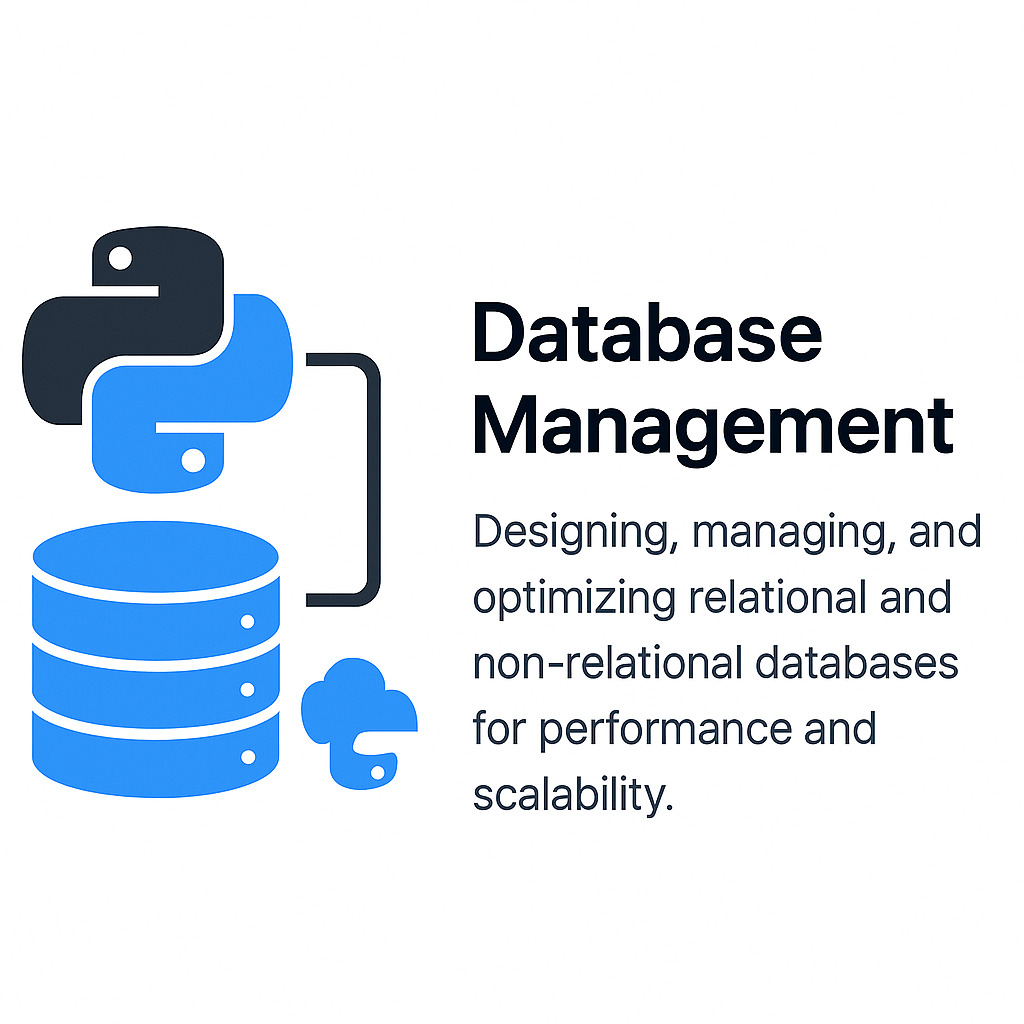 Database
Management
Designing, managing, and
optimizing relational and
non-relational databases
for performance and
scalability.